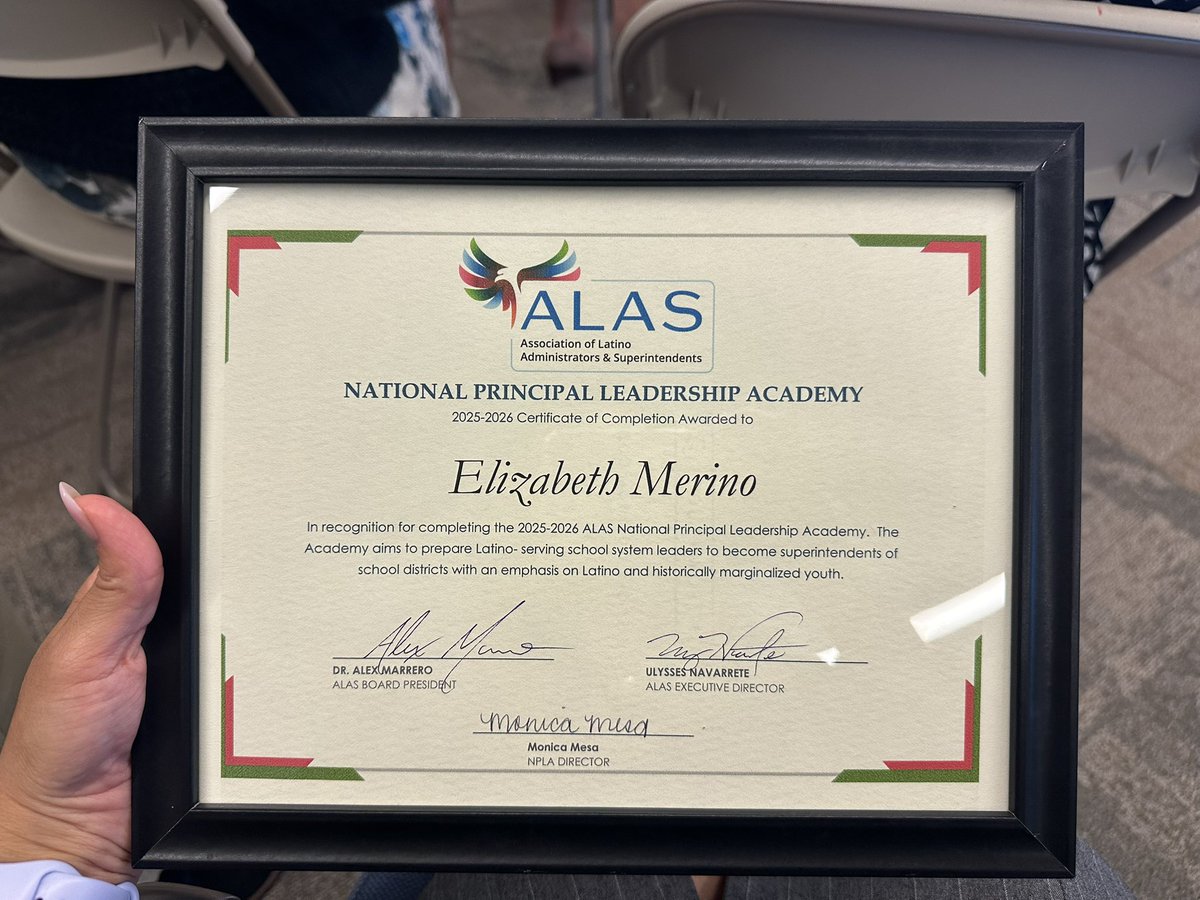 ALAS
Association of Latino
Administrators & Superintendents
NATIONAL PRINCIPAL LEADERSHIP ACADEMY
2025-2026 Certificate of Completion Awarded to
Elizabeth Merino
In recognition for completing the 2025-2026 ALAS National Principal Leadership Academy. The
Academy aims to prepare Latino- serving school system leaders to become superintendents of
school districts with an emphasis on Latino and historically marginalized youth.
Alex Marrero
DR. ALEX MARRERO
ALAS BOARD PRESIDENT
ULYSSES NAVARRETE
ALAS EXECUTIVE DIRECTOR
Monica Mesa
Monica Mesa
NPLA DIRECTOR